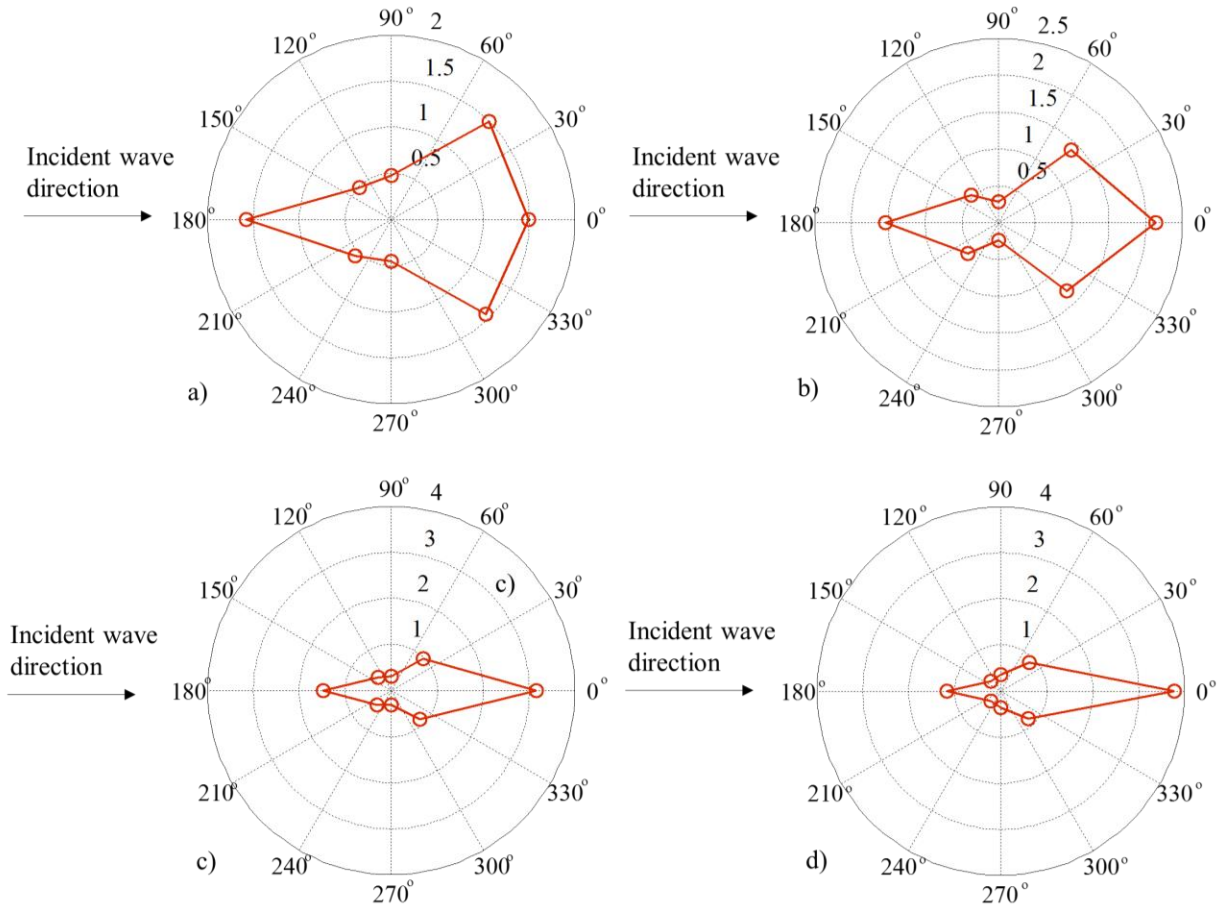 90° 2
120° 60°
1.5
150° 1 30°
Incident wave
direction
0.5
180° 0°
210° 330°
a)
240° 300°
270°
90° 2.5
120° 60°
2
1.5
150° 30°
1
Incident wave
direction
0.5
180° 0°
210° 330°
b)
240° 300°
270°
90° 4
120° 60°
3
150° 2 c) 30°
Incident wave
direction
1
180° 0°
210° 330°
c)
240° 300°
270°
90 4
120° 60°
3
150° 2 30°
Incident wave
direction
1
180° 0°
210° 330°
d)
240° 300°
270°